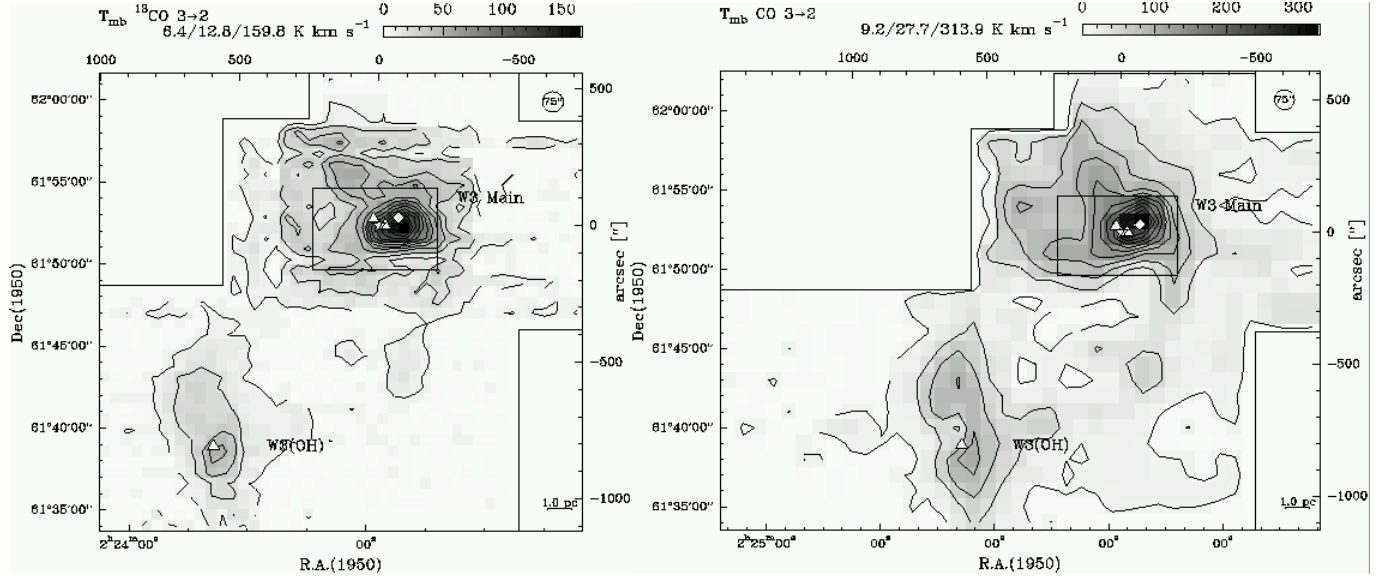 T_mb ¹³CO 3→2
6.4/12.8/159.8 K km s⁻¹
0 50 100 150
1000 500 0 −500
62°00′00″
61°55′00″
61°50′00″
61°45′00″
61°40′00″
61°35′00″
Dec(1950)
75″
W3 Main
W3(OH)
1.0 pc
500
0
−500
−1000
arcsec [″]
2ʰ24ᵐ00ˢ 00ˢ
R.A.(1950)
T_mb CO 3→2
9.2/27.7/313.9 K km s⁻¹
0 100 200 300
1000 500 0 −500
62°00′00″
61°55′00″
61°50′00″
61°45′00″
61°40′00″
61°35′00″
Dec(1950)
75″
W3 Main
W3(OH)
1.0 pc
500
0
−500
−1000
arcsec [″]
2ʰ25ᵐ00ˢ 00ˢ 00ˢ 00ˢ 00ˢ
R.A.(1950)